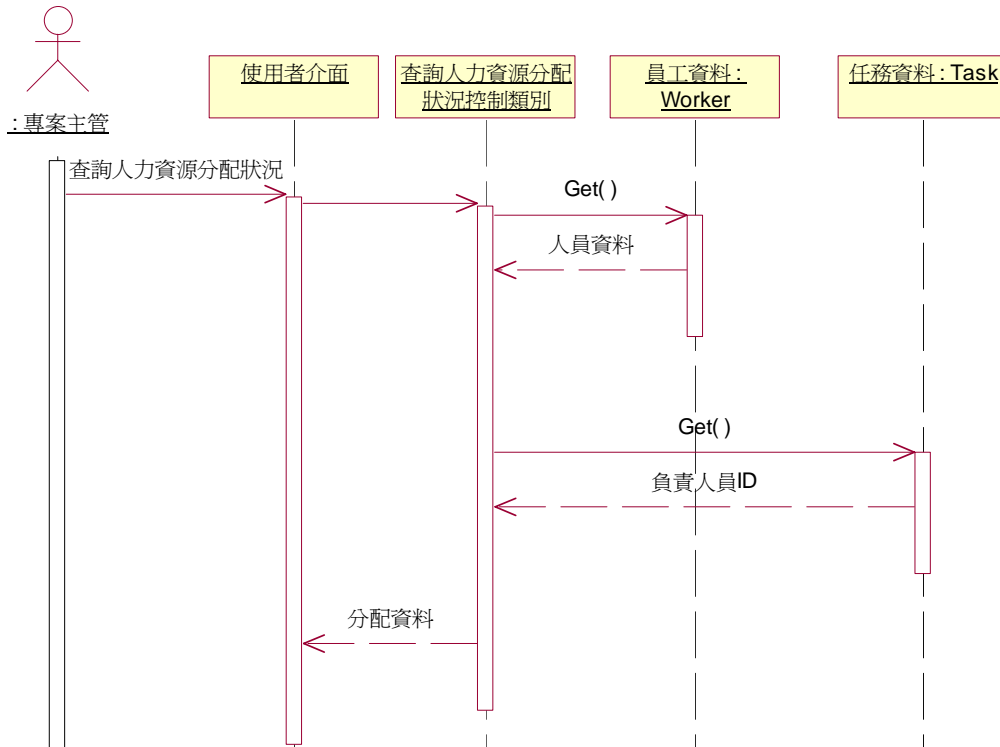 : 專案主管
使用者介面
查詢人力資源分配
狀況控制類別
員工資料 :
Worker
任務資料 : Task
查詢人力資源分配狀況
Get( )
人員資料
Get( )
負責人員ID
分配資料